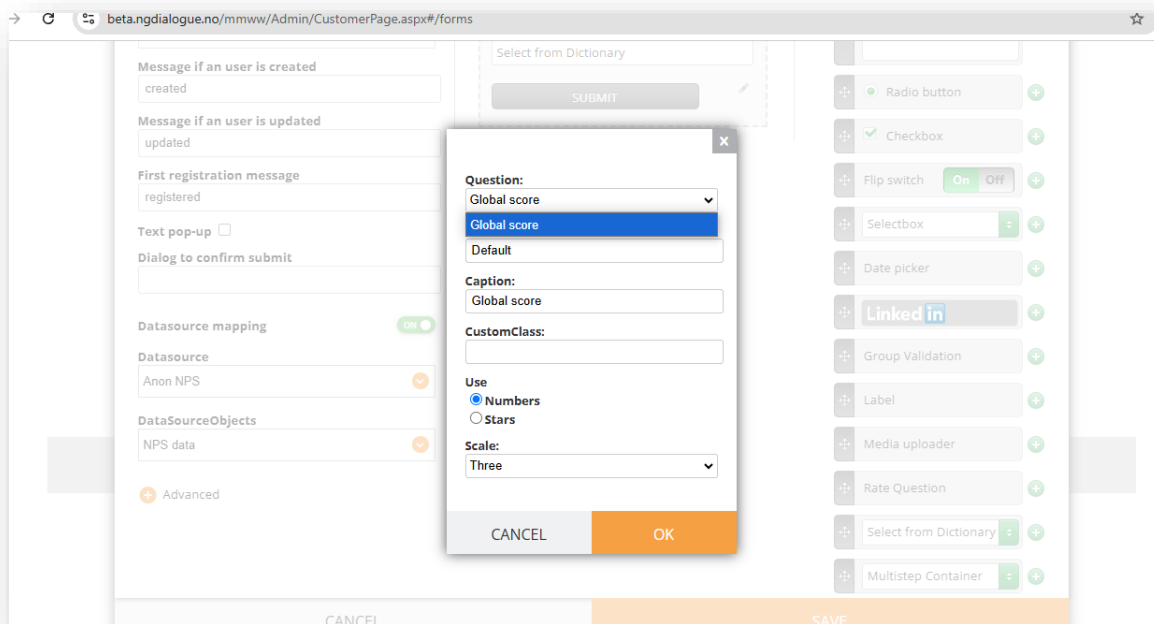 beta.ngdialogue.no/mmww/Admin/CustomerPage.aspx#/forms
Message if an user is created
created
Message if an user is updated
updated
First registration message
registered
Text pop-up
Dialog to confirm submit
Datasource mapping
ON
Datasource
Anon NPS
DataSourceObjects
NPS data
Advanced
Select from Dictionary
SUBMIT
x
Question:
Global score
Global score
Default
Caption:
Global score
CustomClass:
Use
Numbers
Stars
Scale:
Three
CANCEL
OK
Radio button
Checkbox
Flip switch
On
Off
Selectbox
Date picker
Linked in
Group Validation
Label
Media uploader
Rate Question
Select from Dictionary
Multistep Container
CANCEL
SAVE